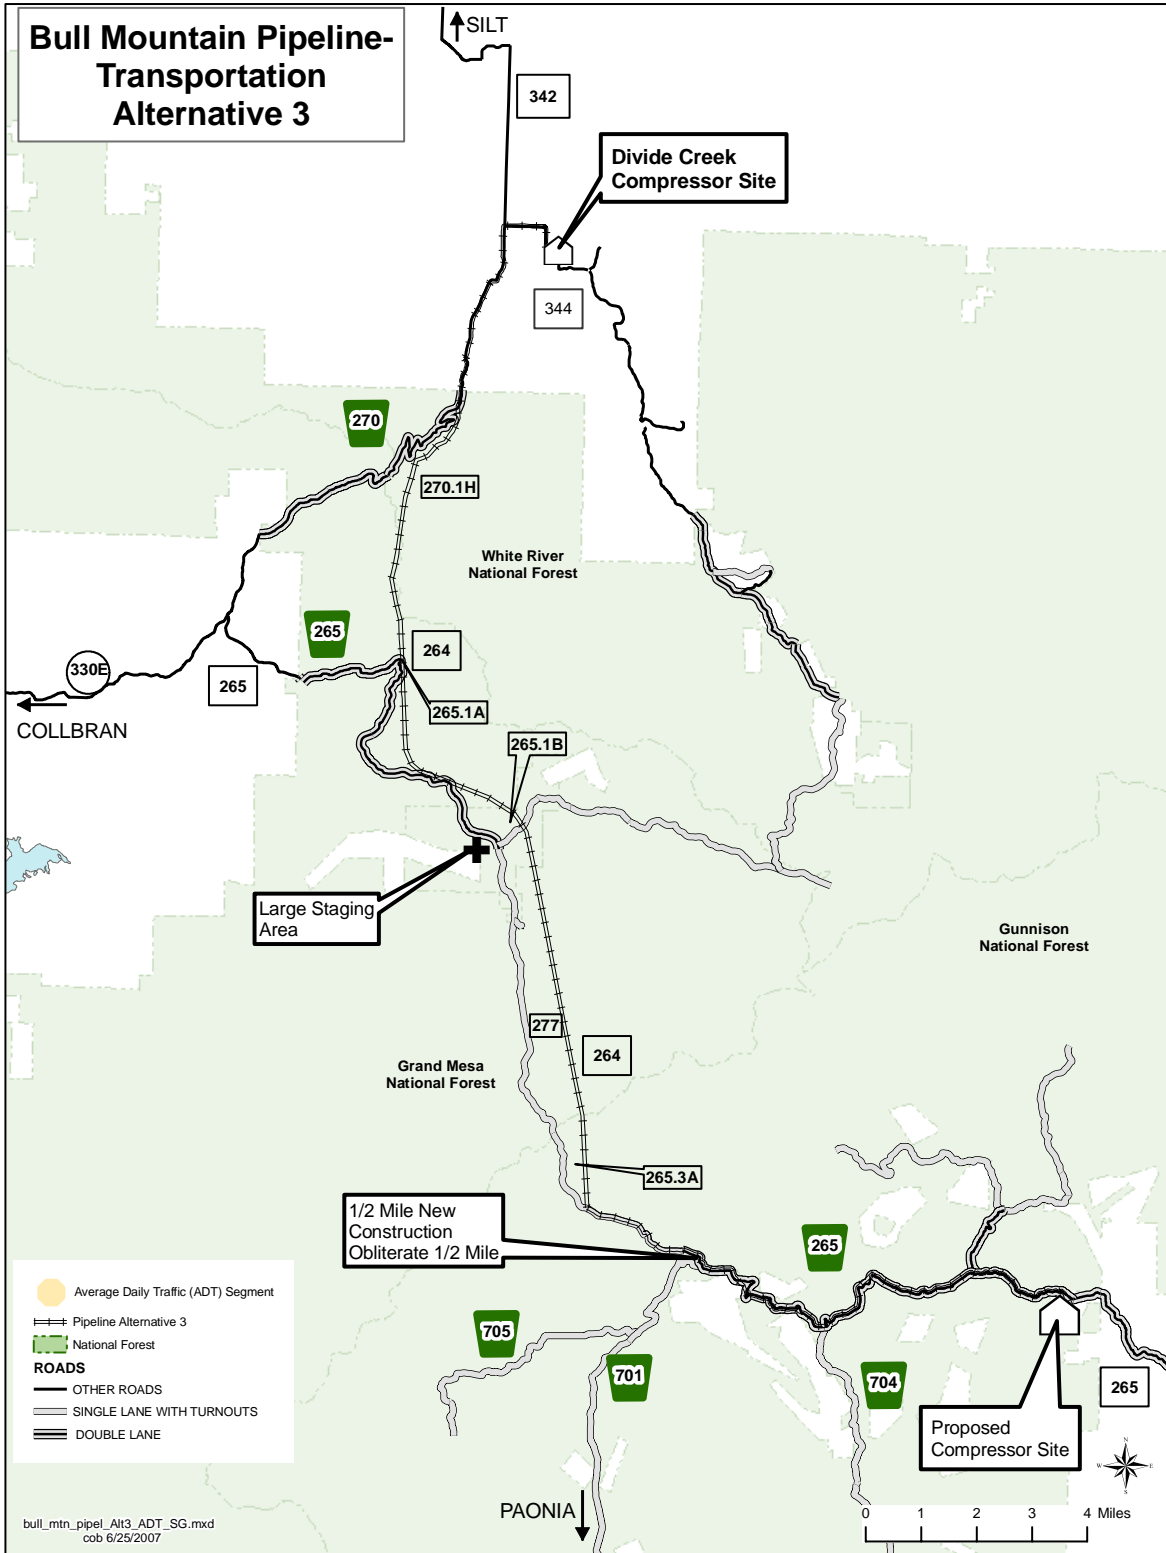 Bull Mountain Pipeline-
Transportation
Alternative 3
SILT
342
Divide Creek
Compressor Site
344
270
270.1H
White River
National Forest
265
264
330E
265
265.1A
COLLBRAN
265.1B
Large Staging
Area
Gunnison
National Forest
277
264
Grand Mesa
National Forest
265.3A
1/2 Mile New
Construction
Obliterate 1/2 Mile
265
705
701
704
265
Proposed
Compressor Site
Average Daily Traffic (ADT) Segment
Pipeline Alternative 3
National Forest
ROADS
OTHER ROADS
SINGLE LANE WITH TURNOUTS
DOUBLE LANE
N
W E
S
PAONIA
0 1 2 3 4 Miles
bull_mtn_pipel_Alt3_ADT_SG.mxd
cob 6/25/2007